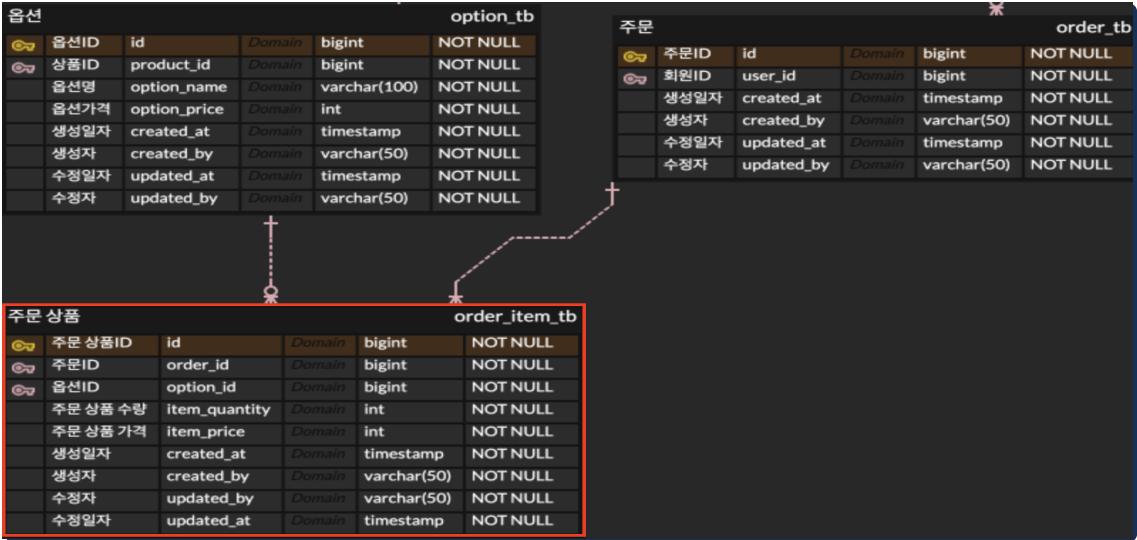 옵션 option_tb
옵션ID id Domain bigint NOT NULL
상품ID product_id Domain bigint NOT NULL
옵션명 option_name Domain varchar(100) NOT NULL
옵션가격 option_price Domain int NOT NULL
생성일자 created_at Domain timestamp NOT NULL
생성자 created_by Domain varchar(50) NOT NULL
수정일자 updated_at Domain timestamp NOT NULL
수정자 updated_by Domain varchar(50) NOT NULL
주문 order_tb
주문ID id Domain bigint NOT NULL
회원ID user_id Domain bigint NOT NULL
생성일자 created_at Domain timestamp NOT NULL
생성자 created_by Domain varchar(50) NOT NULL
수정일자 updated_at Domain timestamp NOT NULL
수정자 updated_by Domain varchar(50) NOT NULL
주문 상품 order_item_tb
주문 상품ID id Domain bigint NOT NULL
주문ID order_id Domain bigint NOT NULL
옵션ID option_id Domain bigint NOT NULL
주문 상품 수량 item_quantity Domain int NOT NULL
주문 상품 가격 item_price Domain int NOT NULL
생성일자 created_at Domain timestamp NOT NULL
생성자 created_by Domain varchar(50) NOT NULL
수정자 updated_by Domain varchar(50) NOT NULL
수정일자 updated_at Domain timestamp NOT NULL